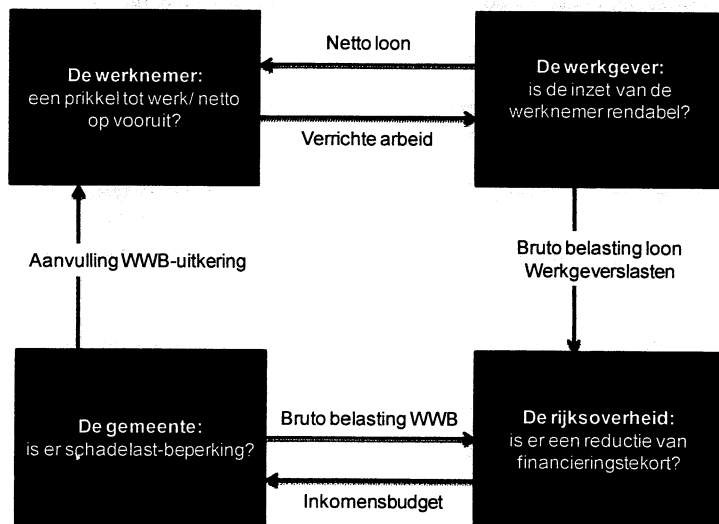 Netto loon
De werknemer:
een prikkel tot werk/ netto
op vooruit?
De werkgever:
is de inzet van de
werknemer rendabel?
Verrichte arbeid
Aanvulling WWB-uitkering
Bruto belasting loon
Werkgeverslasten
De gemeente:
is er schadelast-beperking?
Bruto belasting WWB
De rijksoverheid:
is er een reductie van
financieringstekort?
Inkomensbudget